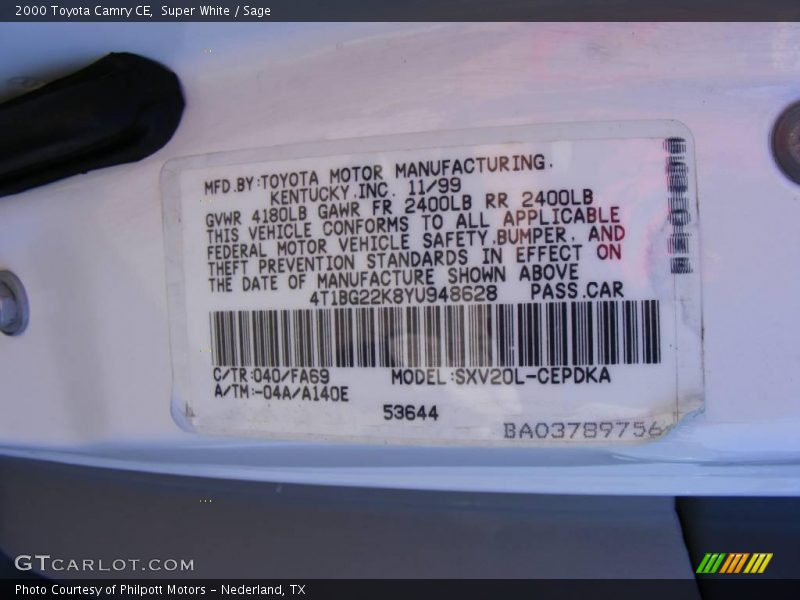 2000 Toyota Camry CE, Super White / Sage
MFD.BY:TOYOTA MOTOR MANUFACTURING.
KENTUCKY.INC. 11/99
GVWR 4180LB GAWR FR 2400LB RR 2400LB
THIS VEHICLE CONFORMS TO ALL APPLICABLE
FEDERAL MOTOR VEHICLE SAFETY,BUMPER, AND
THEFT PREVENTION STANDARDS IN EFFECT ON
THE DATE OF MANUFACTURE SHOWN ABOVE
4T1BG22K8YU948628 PASS.CAR
C/TR:040/FA69 MODEL:SXV20L-CEPDKA
A/TM:-04A/A140E
53644
BA03789756
GTCARLOT.COM
Photo Courtesy of Philpott Motors - Nederland, TX